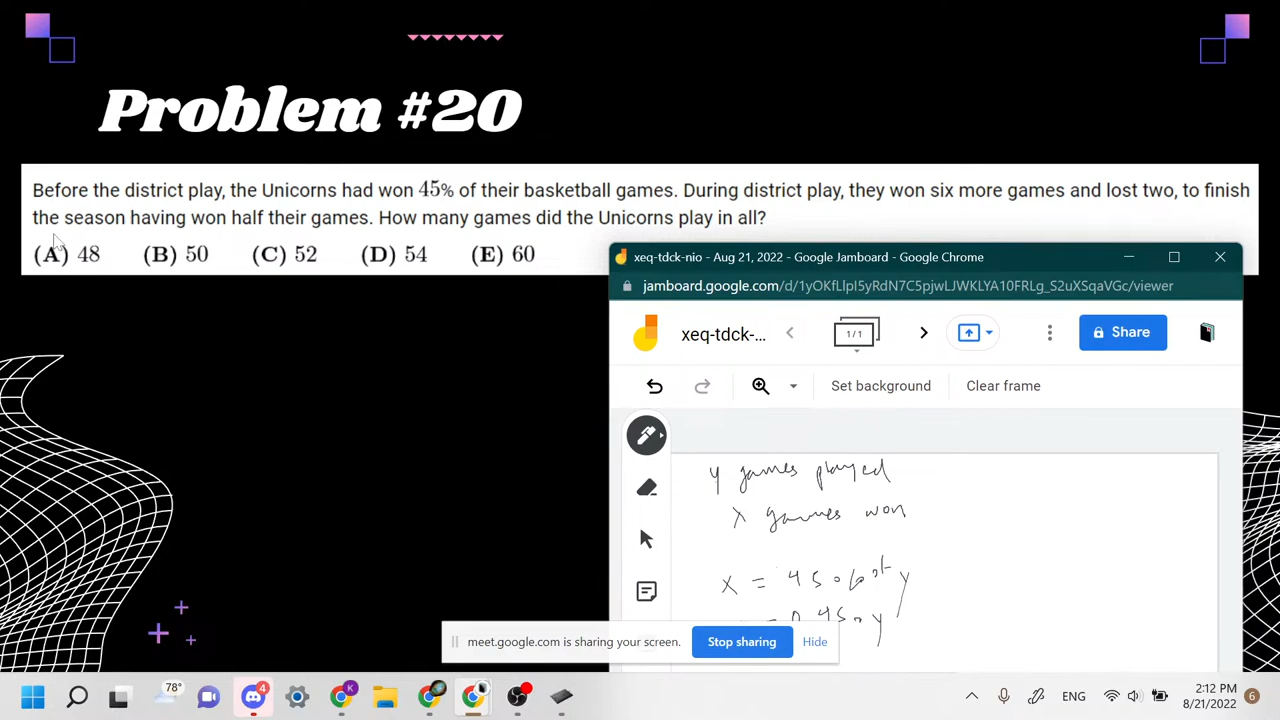 Problem #20
Before the district play, the Unicorns had won 45% of their basketball games. During district play, they won six more games and lost two, to finish
the season having won half their games. How many games did the Unicorns play in all?
(A) 48 (B) 50 (C) 52 (D) 54 (E) 60
xeq-tdck-nio - Aug 21, 2022 - Google Jamboard - Google Chrome
jamboard.google.com/d/1yOKfLlpI5yRdN7C5pjwLJWKLYA10FRLg_S2uXSqaVGc/viewer
xeq-tdck-...
1/1
Share
Set background Clear frame
y games played
x games won
x = 45% of y
= 0.45 y
meet.google.com is sharing your screen. Stop sharing Hide
78°
4
K
ENG
2:12 PM
8/21/2022
6